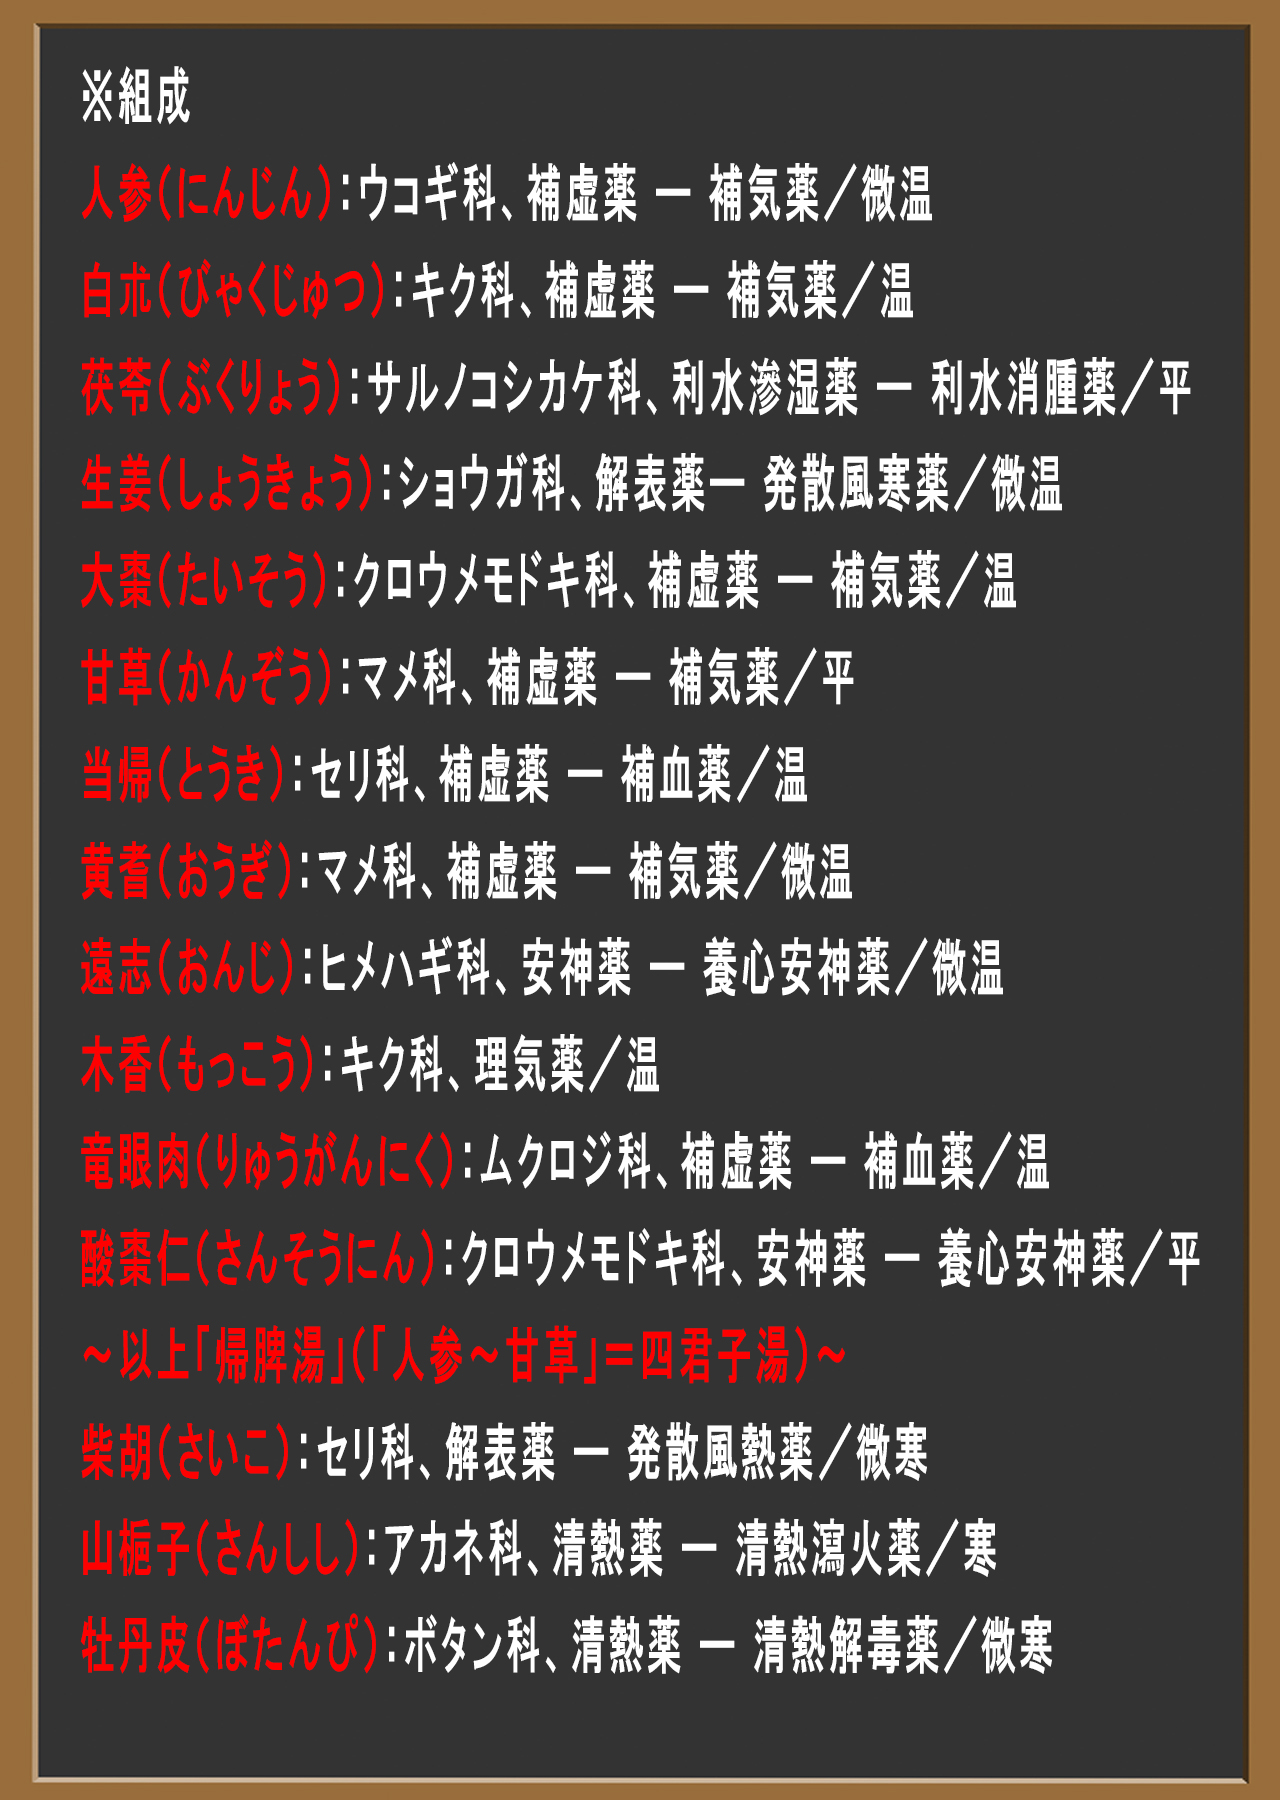 ※組成
人参(にんじん):ウコギ科、補虚薬 ー 補気薬/微温
白朮(びゃくじゅつ):キク科、補虚薬 ー 補気薬/温
茯苓(ぶくりょう):サルノコシカケ科、利水滲湿薬 ー 利水消腫薬/平
生姜(しょうきょう):ショウガ科、解表薬ー 発散風寒薬/微温
大棗(たいそう):クロウメモドキ科、補虚薬 ー 補気薬/温
甘草(かんぞう):マメ科、補虚薬 ー 補気薬/平
当帰(とうき):セリ科、補虚薬 ー 補血薬/温
黄耆(おうぎ):マメ科、補虚薬 ー 補気薬/微温
遠志(おんじ):ヒメハギ科、安神薬 ー 養心安神薬/微温
木香(もっこう):キク科、理気薬/温
竜眼肉(りゅうがんにく):ムクロジ科、補虚薬 ー 補血薬/温
酸棗仁(さんそうにん):クロウメモドキ科、安神薬 ー 養心安神薬/平
~以上「帰脾湯」(「人参~甘草」=四君子湯)~
柴胡(さいこ):セリ科、解表薬 ー 発散風熱薬/微寒
山梔子(さんしし):アカネ科、清熱薬 ー 清熱瀉火薬/寒
牡丹皮(ぼたんぴ):ボタン科、清熱薬 ー 清熱解毒薬/微寒